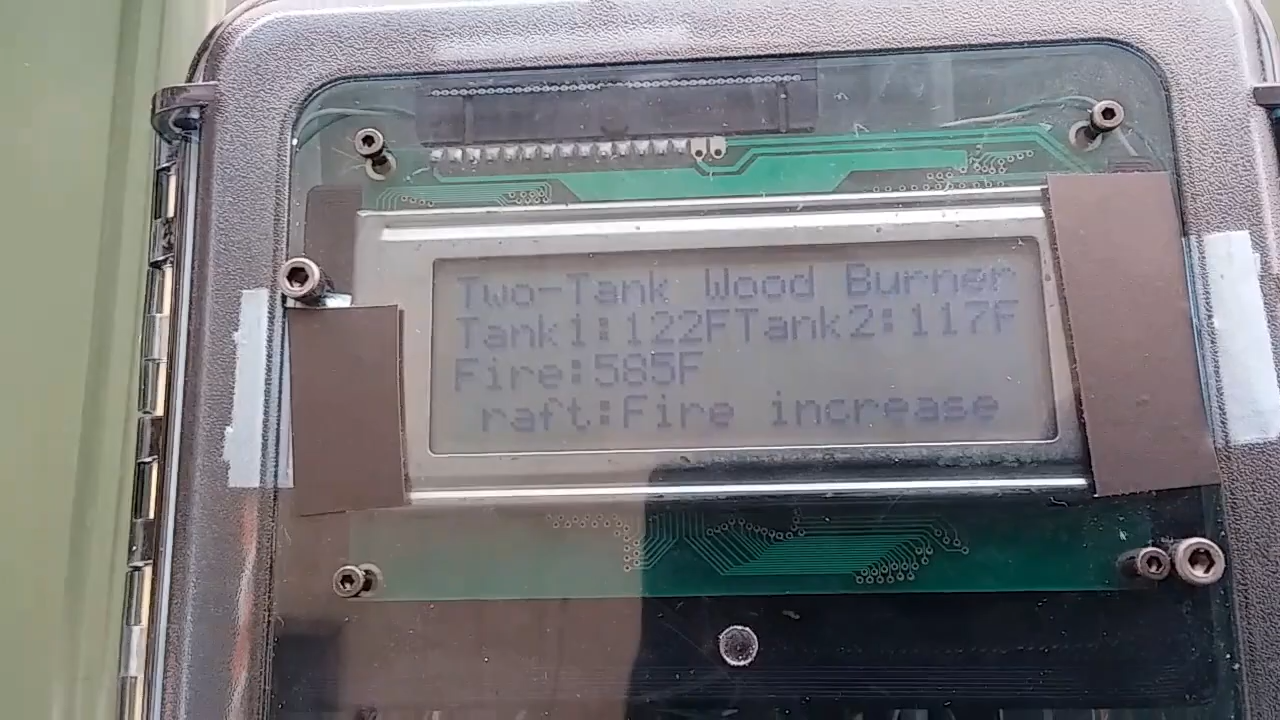 Two-Tank Wood Burner
Tank1:122FTank2:117F
Fire:585F
raft:Fire increase